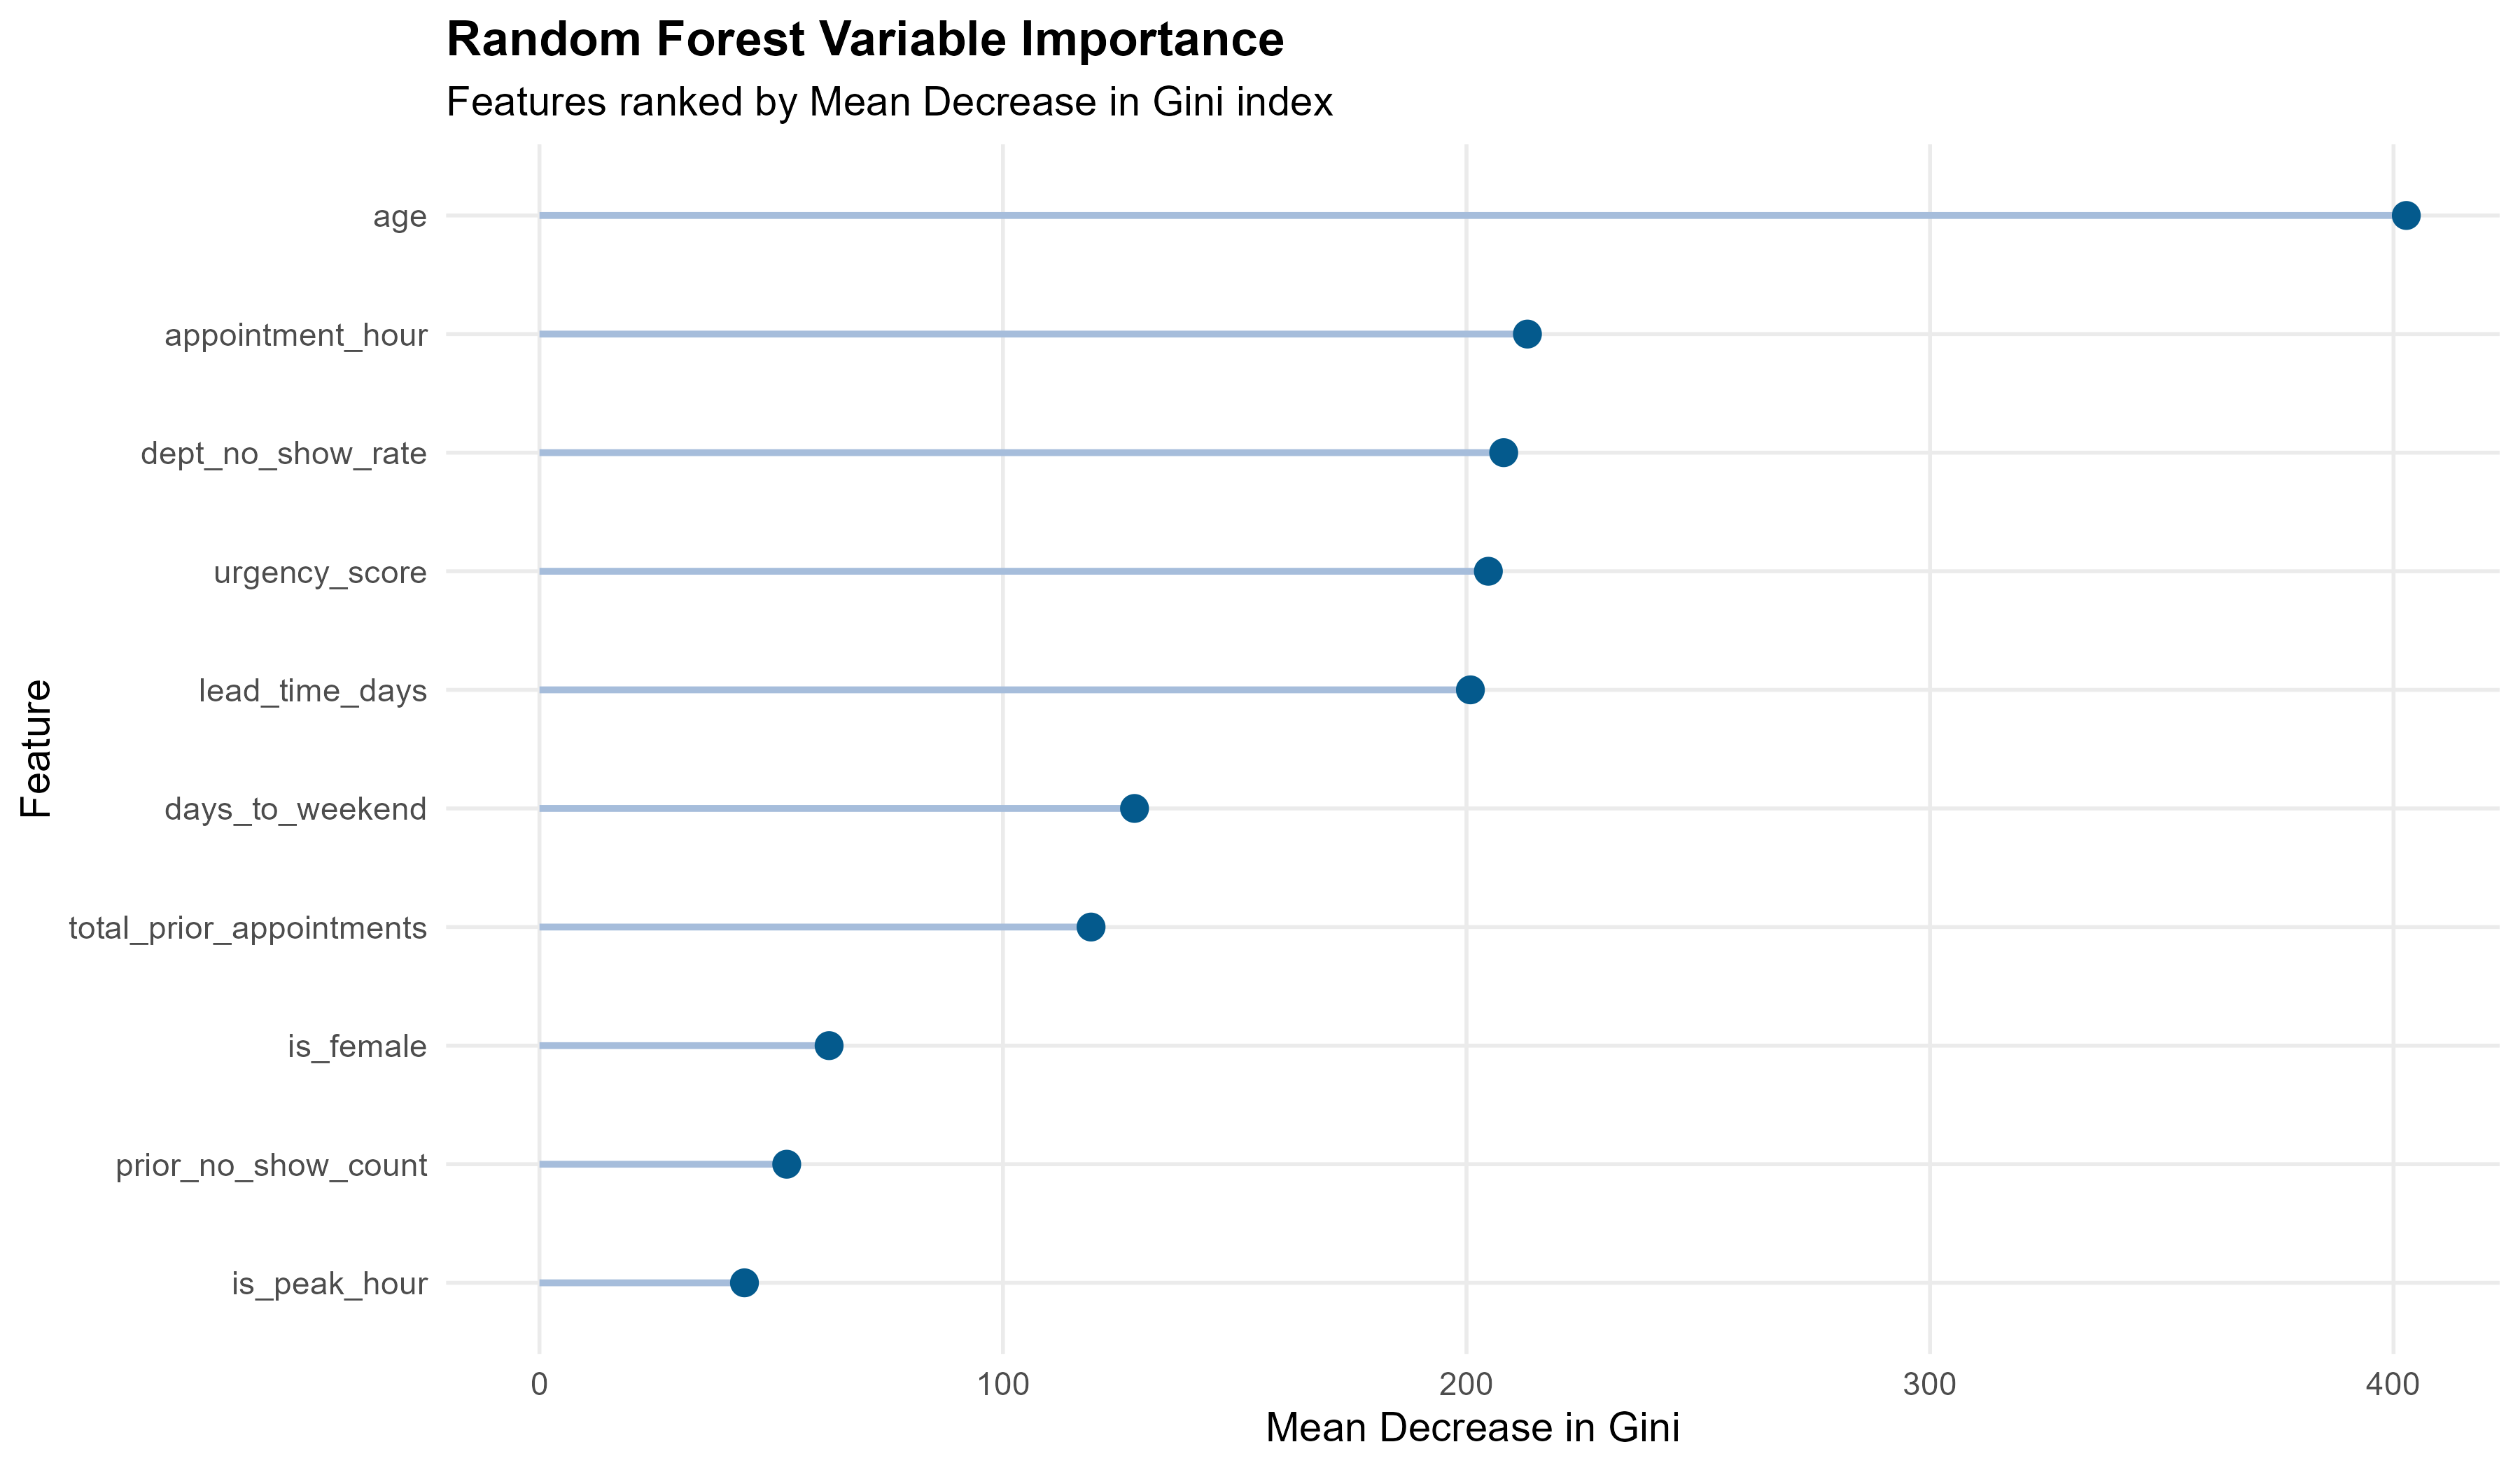 Random Forest Variable Importance
Features ranked by Mean Decrease in Gini index
age
appointment_hour
dept_no_show_rate
urgency_score
lead_time_days
days_to_weekend
total_prior_appointments
is_female
prior_no_show_count
is_peak_hour
Feature
0 100 200 300 400
Mean Decrease in Gini